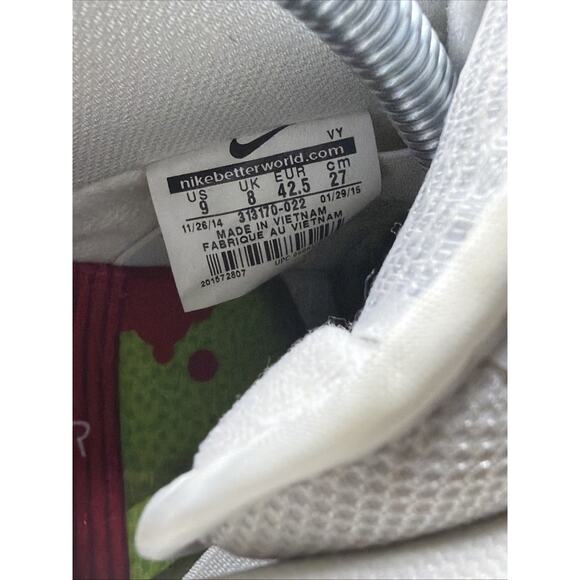 VY
nikebetterworld.com
US UK EUR cm
9 8 42.5 27
313170-022
11/26/14 01/29/15
MADE IN VIETNAM
FABRIQUE AU VIETNAM
201572807 UPC
R